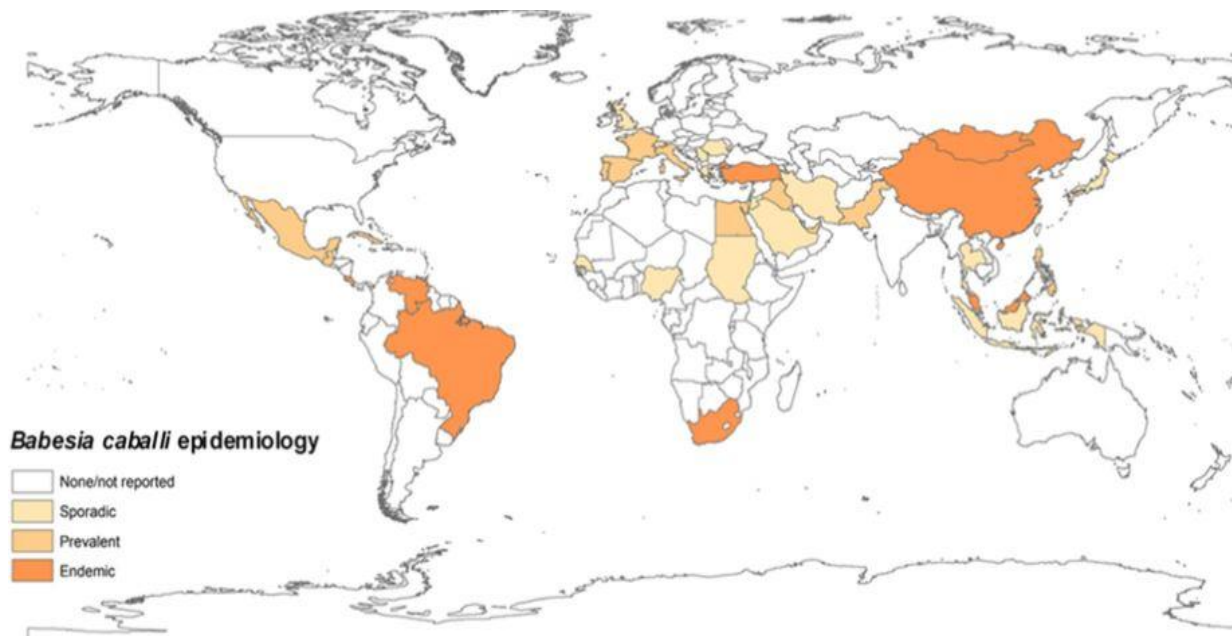 Babesia caballi epidemiology
None/not reported
Sporadic
Prevalent
Endemic